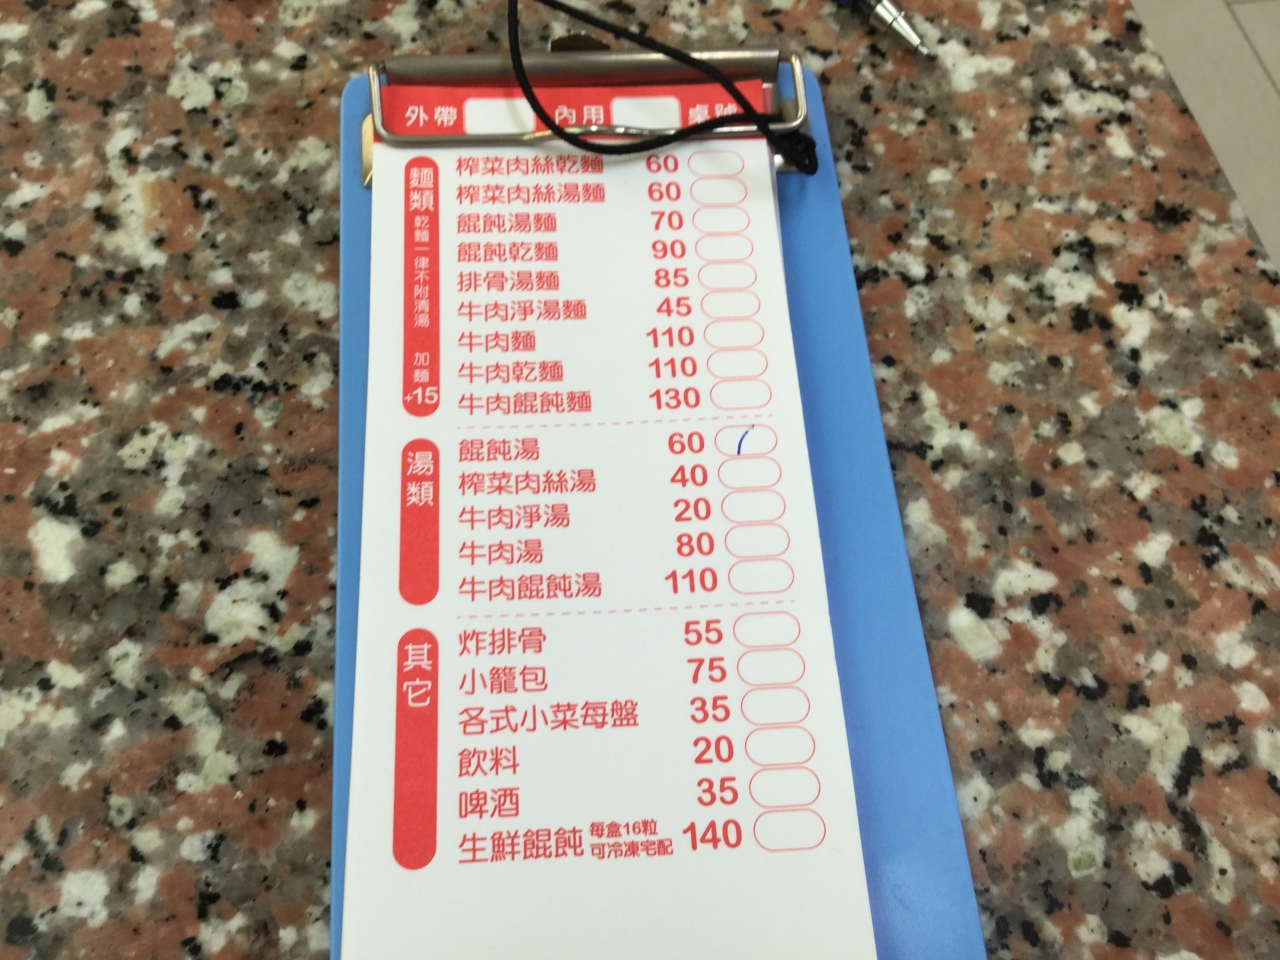 外帶 內用 桌號
麵類 乾麵一律不附清湯 加麵+15
榨菜肉絲乾麵 60
榨菜肉絲湯麵 60
餛飩湯麵 70
餛飩乾麵 90
排骨湯麵 85
牛肉淨湯麵 45
牛肉麵 110
牛肉乾麵 110
牛肉餛飩麵 130
湯類
餛飩湯 60
榨菜肉絲湯 40
牛肉淨湯 20
牛肉湯 80
牛肉餛飩湯 110
其它
炸排骨 55
小籠包 75
各式小菜每盤 35
飲料 20
啤酒 35
生鮮餛飩 每盒16粒 可冷凍宅配 140